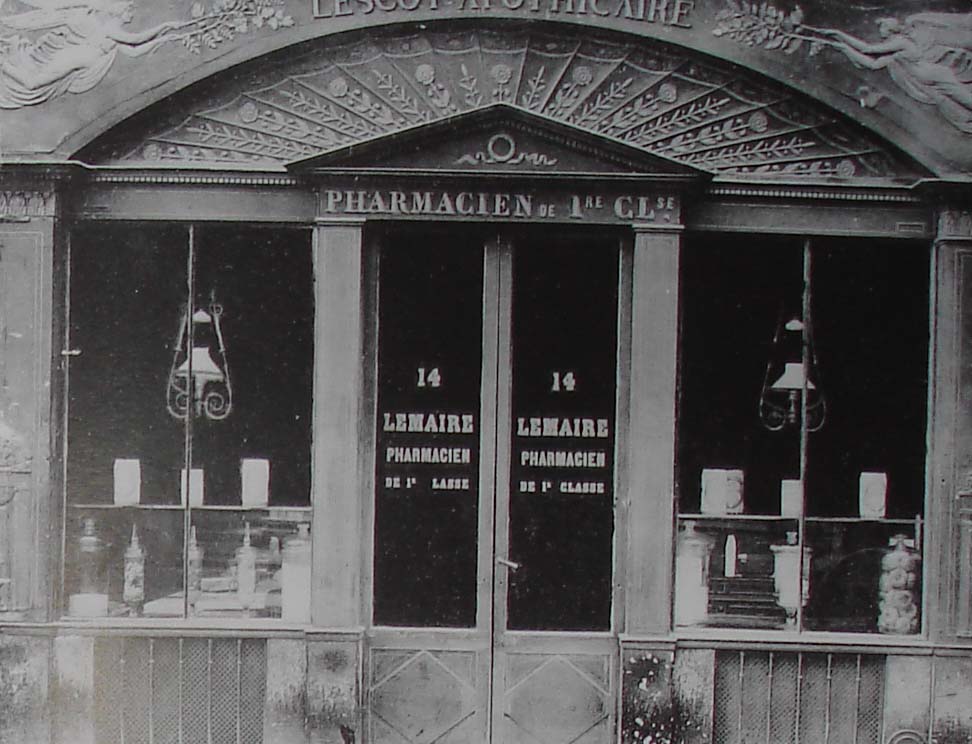 LESCOT-APOTHICAIRE
PHARMACIEN DE 1RE CLSE
14
LEMAIRE
PHARMACIEN
DE 1E LASSE
14
LEMAIRE
PHARMACIEN
DE 1E CLASSE